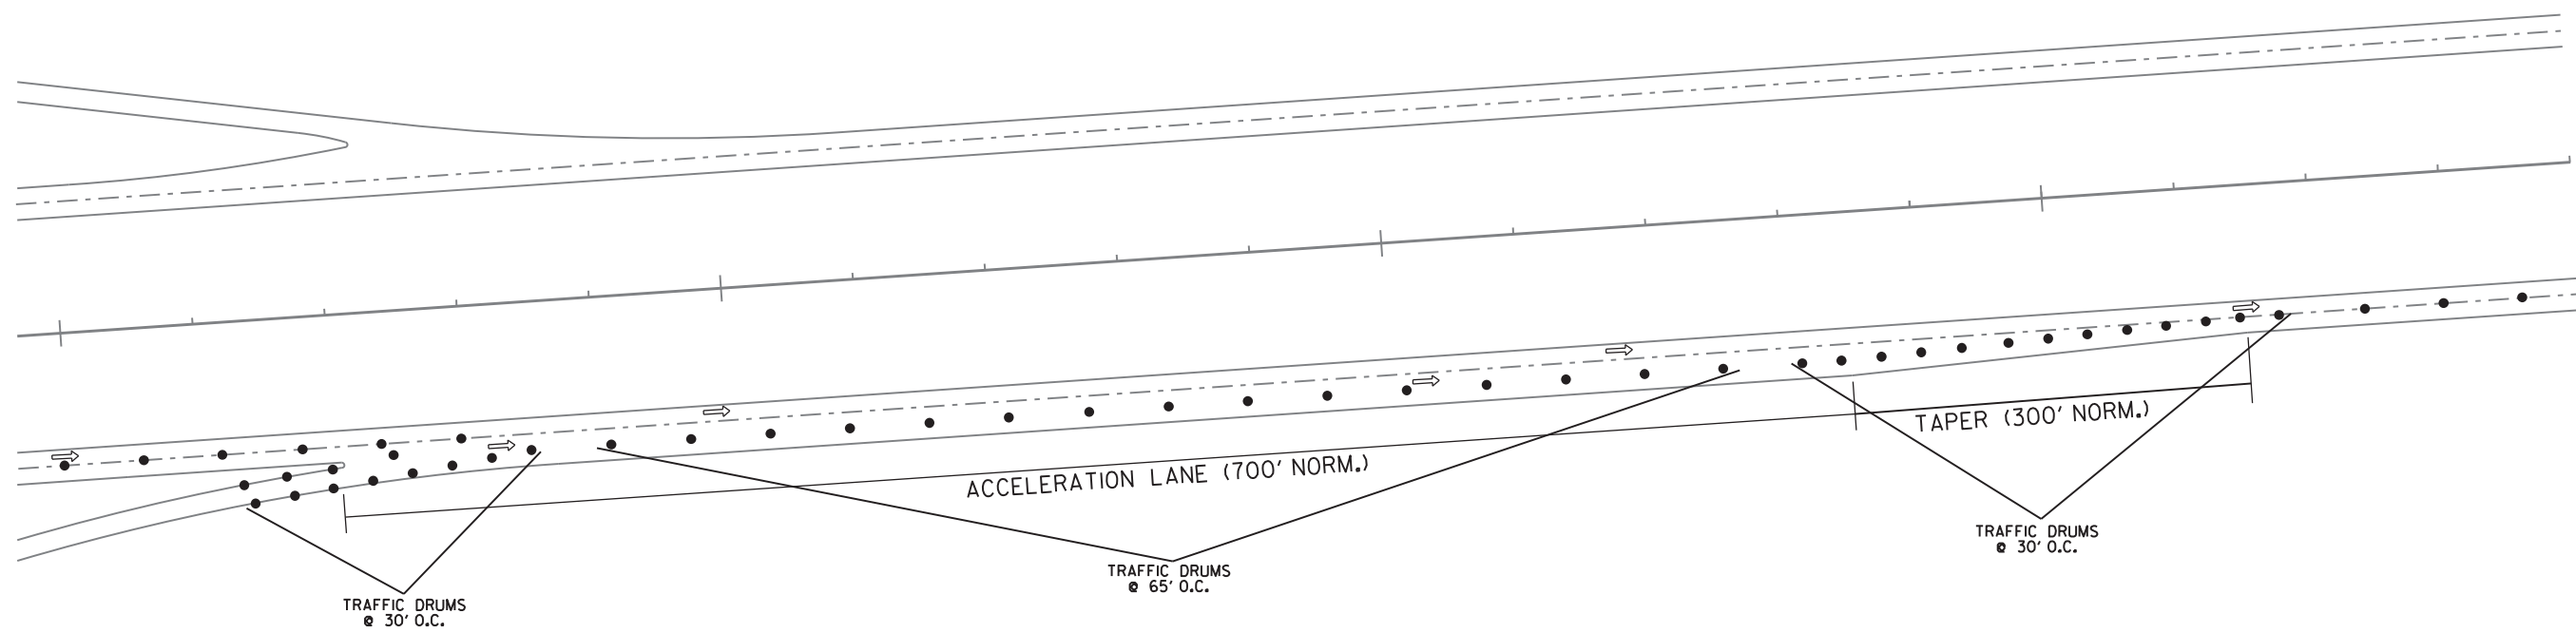 TAPER (300' NORM.)
ACCELERATION LANE (700' NORM.)
TRAFFIC DRUMS
@ 30' O.C.
TRAFFIC DRUMS
@ 65' O.C.
TRAFFIC DRUMS
@ 30' O.C.